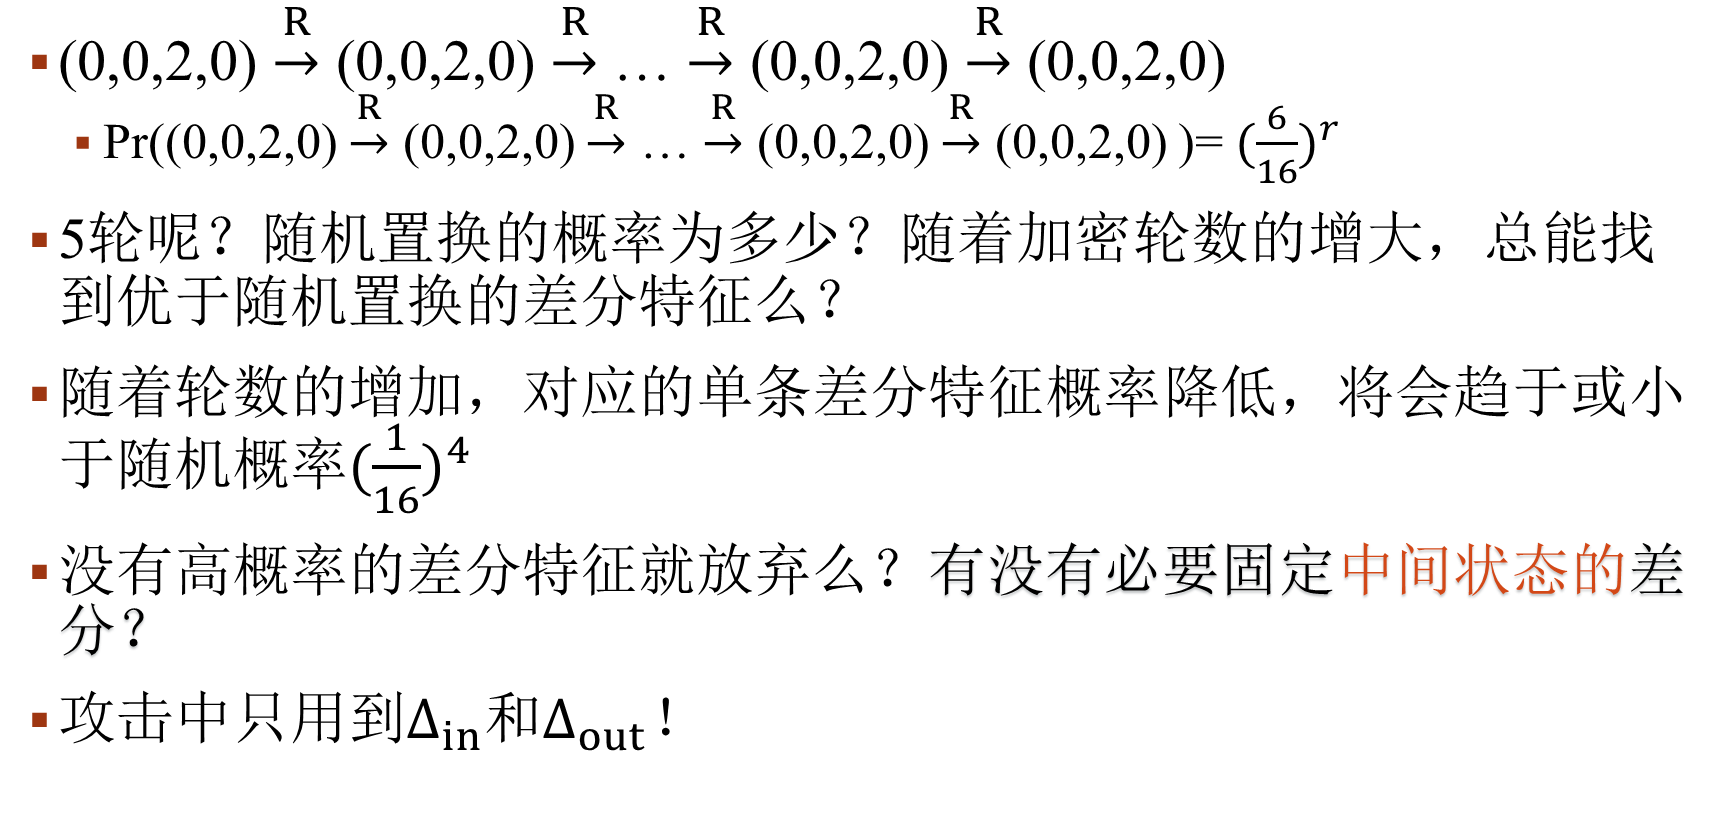 ▪ (0,0,2,0) R→ (0,0,2,0) R→ … R→ (0,0,2,0) R→ (0,0,2,0)
▪ Pr((0,0,2,0) R→ (0,0,2,0) R→ … R→ (0,0,2,0) R→ (0,0,2,0) )= (6/16)^r
▪ 5轮呢？随机置换的概率为多少？随着加密轮数的增大，总能找
到优于随机置换的差分特征么？
▪ 随着轮数的增加，对应的单条差分特征概率降低，将会趋于或小
于随机概率(1/16)^4
▪ 没有高概率的差分特征就放弃么？有没有必要固定中间状态的差
分？
▪ 攻击中只用到Δ_in和Δ_out！